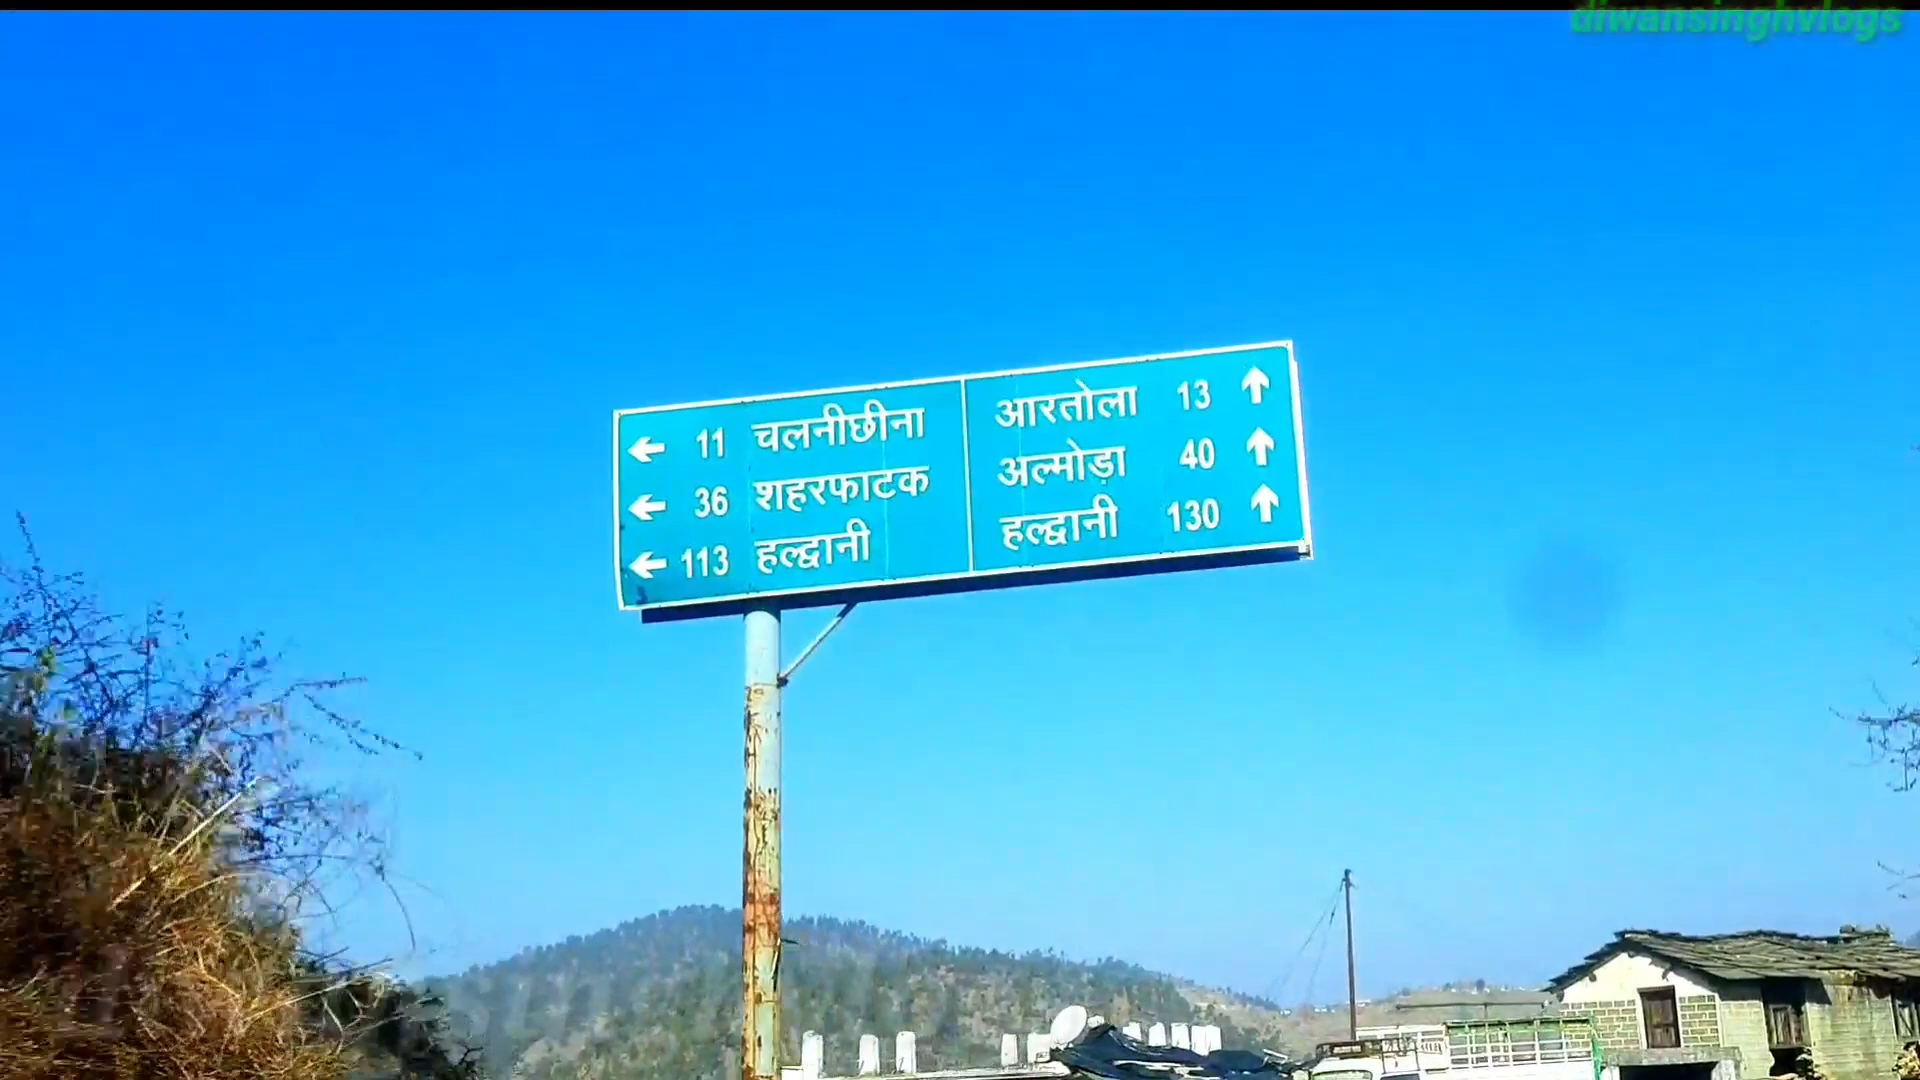 diwansinghvlogs
← 11 चलनीछीना
← 36 शहरफाटक
← 113 हल्द्वानी
आरतोला 13 ↑
अल्मोड़ा 40 ↑
हल्द्वानी 130 ↑